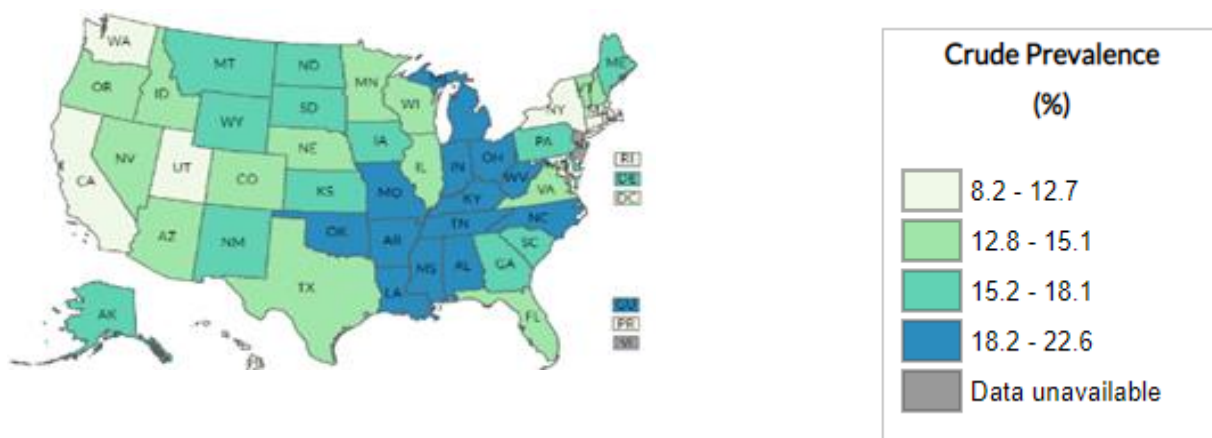 WA
MT
ND
MN
ME
VT
OR
ID
SD
WI
NY
WY
IA
PA
NE
NV
UT
CO
IL
IN
OH
WV
RI
DE
DC
CA
KS
MO
KY
VA
AZ
NM
OK
AR
TN
NC
SC
MS
AL
GA
TX
LA
AK
FL
GU
PR
VI
Crude Prevalence
(%)
8.2 - 12.7
12.8 - 15.1
15.2 - 18.1
18.2 - 22.6
Data unavailable